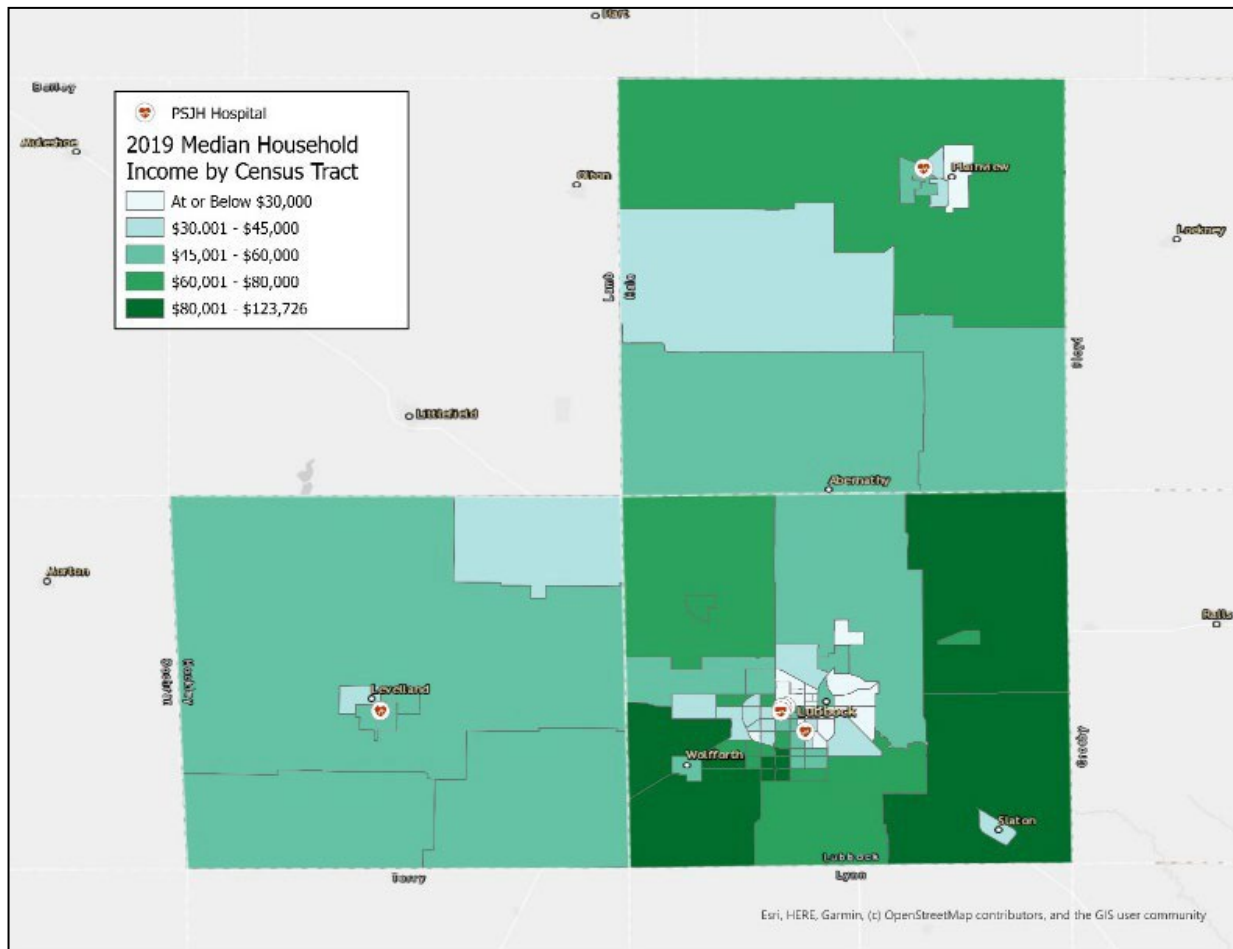 Hart
Bailey
Muleshoe
PSJH Hospital
2019 Median Household
Income by Census Tract
At or Below $30,000
$30,001 - $45,000
$45,001 - $60,000
$60,001 - $80,000
$80,001 - $123,726
Olton
Plainview
Lockney
Lamb
Hale
Floyd
Littlefield
Abernathy
Morton
Ralls
Cochran
Hockley
Levelland
Lubbock
Wolfforth
Crosby
Slaton
Lubbock
Lynn
Terry
Esri, HERE, Garmin, (c) OpenStreetMap contributors, and the GIS user community